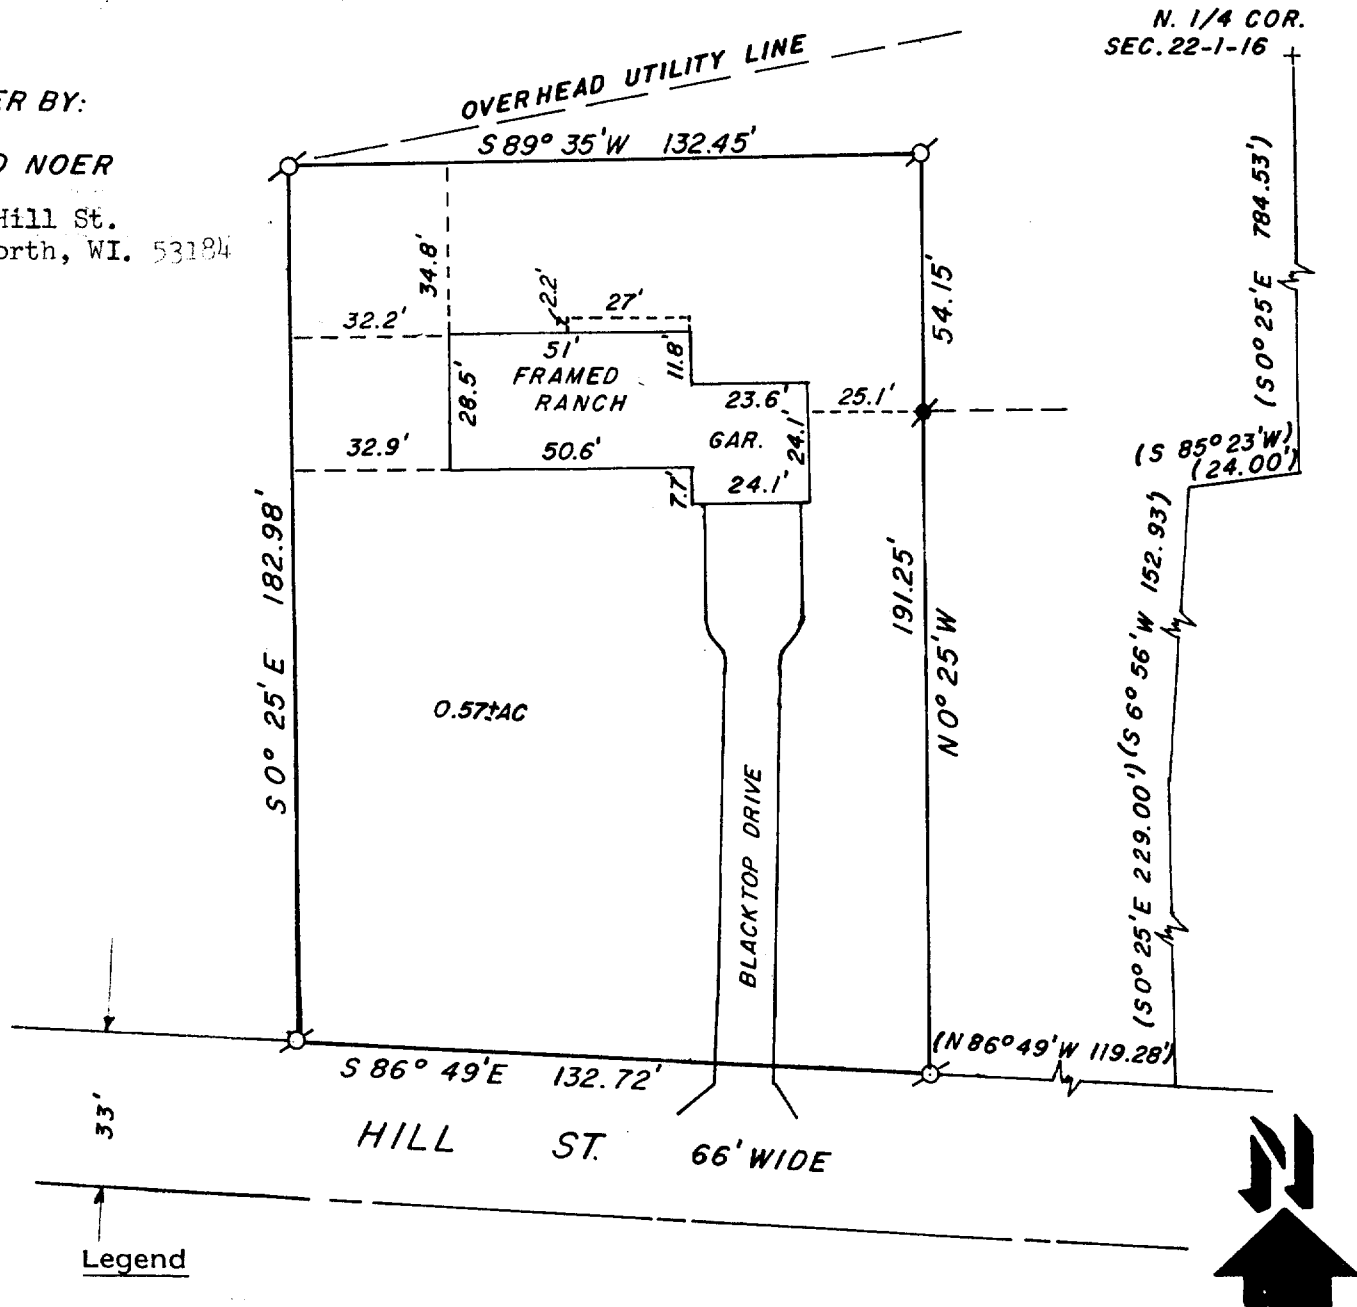 N. 1/4 COR.
SEC. 22-1-16
ER BY:
OVERHEAD UTILITY LINE
S 89° 35'W 132.45'
NOER
Hill St.
orth, WI. 53184
34.8'
2.2'
27'
32.2'
51'
11.8'
54.15'
(S 0° 25'E 784.53')
FRAMED
RANCH
28.5'
23.6'
25.1'
32.9'
50.6'
GAR.
24.1'
24.1'
7.7'
(S 85° 23'W)
(24.00')
S 0° 25' E 182.98'
191.25'
N 0° 25'W
(S 6° 56'W 152.93')
(S 0° 25'E 229.00')
0.57±AC
BLACKTOP DRIVE
(N 86° 49'W 119.28')
S 86° 49'E 132.72'
33'
HILL ST. 66' WIDE
N
Legend